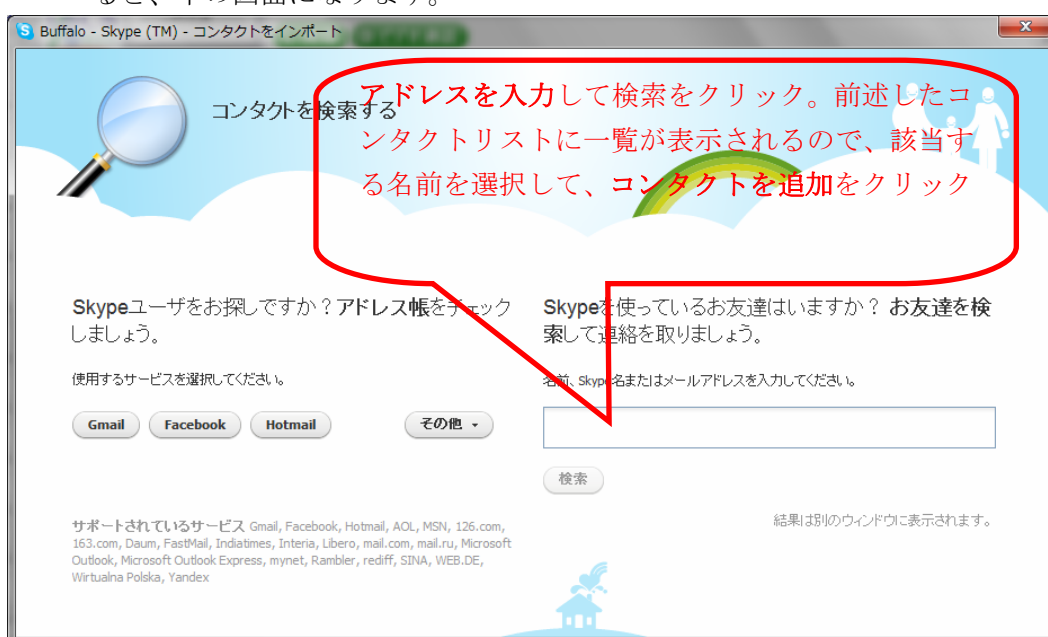 ると、下の画面になります。
Buffalo - Skype (TM) - コンタクトをインポート
コンタクトを検索する
アドレスを入力して検索をクリック。前述したコ
ンタクトリストに一覧が表示されるので、該当す
る名前を選択して、コンタクトを追加をクリック
Skypeユーザをお探しですか？アドレス帳をチェック
しましょう。
使用するサービスを選択してください。
Gmail Facebook Hotmail その他
サポートされているサービス Gmail, Facebook, Hotmail, AOL, MSN, 126.com,
163.com, Daum, FastMail, Indiatimes, Interia, Libero, mail.com, mail.ru, Microsoft
Outlook, Microsoft Outlook Express, mynet, Rambler, rediff, SINA, WEB.DE,
Wirtualna Polska, Yandex
Skypeを使っているお友達はいますか？ お友達を検
索して連絡を取りましょう。
名前、Skype名またはメールアドレスを入力してください。
検索
結果は別のウィンドウに表示されます。